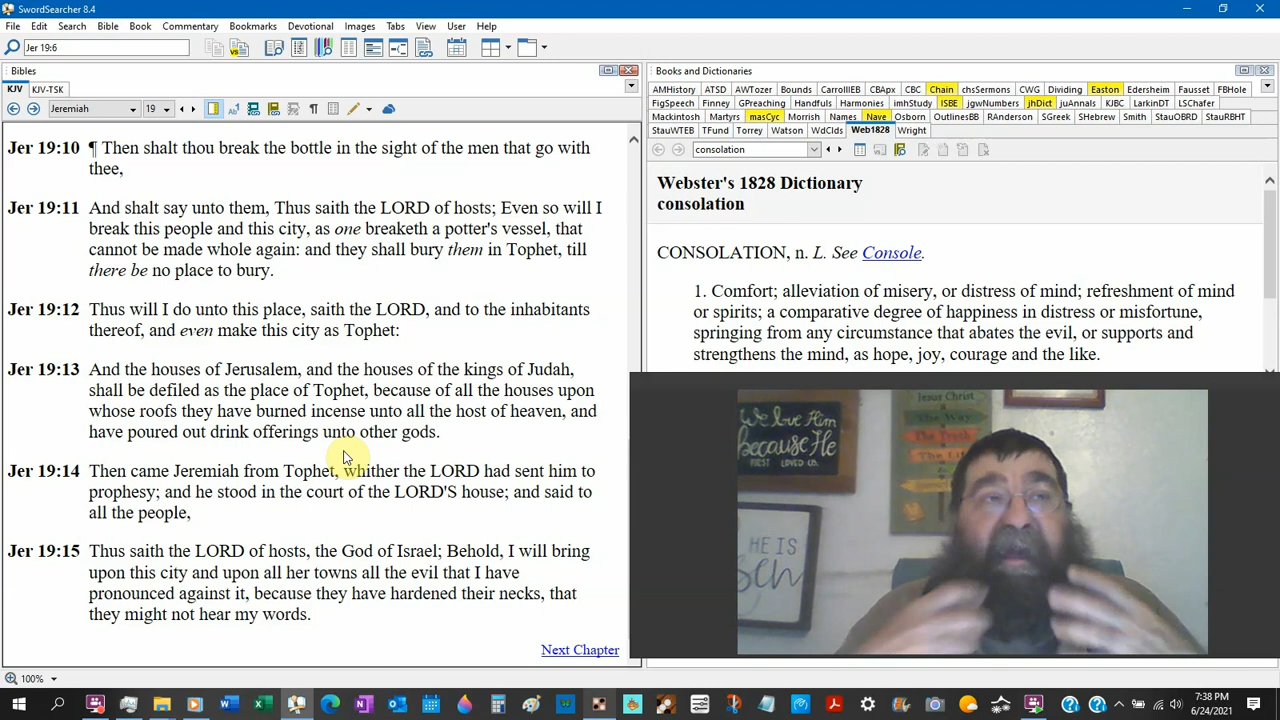 SwordSearcher 8.4
File Edit Search Bible Book Commentary Bookmarks Devotional Images Tabs View User Help
Jer 19:6
Bibles
KJV KJV-TSK
Jeremiah 19
Jer 19:10 ¶ Then shalt thou break the bottle in the sight of the men that go with
thee,
Jer 19:11 And shalt say unto them, Thus saith the LORD of hosts; Even so will I
break this people and this city, as one breaketh a potter's vessel, that
cannot be made whole again: and they shall bury them in Tophet, till
there be no place to bury.
Jer 19:12 Thus will I do unto this place, saith the LORD, and to the inhabitants
thereof, and even make this city as Tophet:
Jer 19:13 And the houses of Jerusalem, and the houses of the kings of Judah,
shall be defiled as the place of Tophet, because of all the houses upon
whose roofs they have burned incense unto all the host of heaven, and
have poured out drink offerings unto other gods.
Jer 19:14 Then came Jeremiah from Tophet, whither the LORD had sent him to
prophesy; and he stood in the court of the LORD'S house; and said to
all the people,
Jer 19:15 Thus saith the LORD of hosts, the God of Israel; Behold, I will bring
upon this city and upon all her towns all the evil that I have
pronounced against it, because they have hardened their necks, that
they might not hear my words.
Next Chapter
100%
Books and Dictionaries
AMHistory ATSD AWTozer Bounds CarrollIEB CBApx CBC Chain chsSermons CWG Dividing Easton Edersheim Fausset FBHole
FigSpeech Finney GPreaching Handfuls Harmonies imhStudy ISBE jgwNumbers jhDict juAnnals KJBC LarkinDT LSChafer
Mackintosh Martyrs masCyc Morrish Names Nave Osborn OutlinesBB RAnderson SGreek SHebrew Smith StauOBRD StauRBHT
StauWTEB TFund Torrey Watson WdClds Web1828 Wright
consolation
Webster's 1828 Dictionary
consolation
CONSOLATION, n. L. See Console.
1. Comfort; alleviation of misery, or distress of mind; refreshment of mind
or spirits; a comparative degree of happiness in distress or misfortune,
springing from any circumstance that abates the evil, or supports and
strengthens the mind, as hope, joy, courage and the like.
We love Him
because He
FIRST LOVED US.
Jesus Christ
The Way
The Truth
The Life
HE IS
7:38 PM
6/24/2021